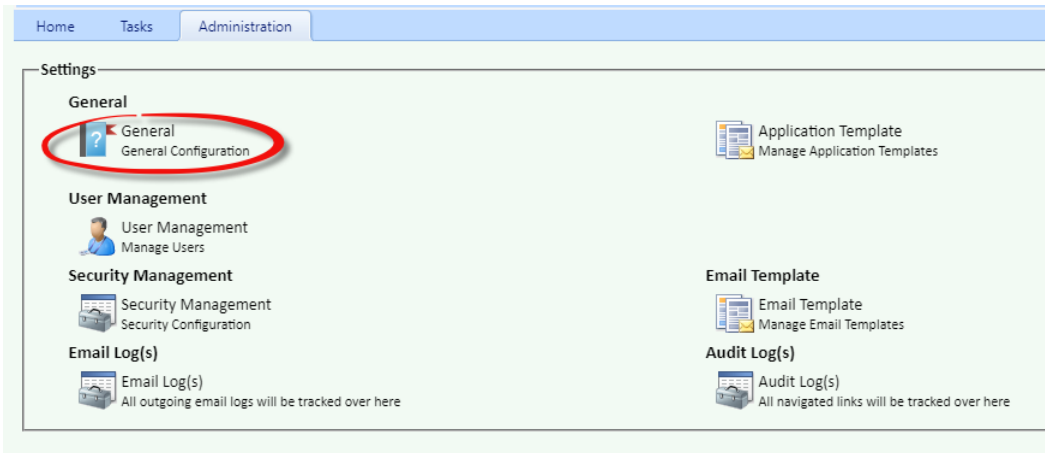 Home Tasks Administration
Settings
General
?
General
General Configuration
Application Template
Manage Application Templates
User Management
User Management
Manage Users
Security Management
Security Management
Security Configuration
Email Template
Email Template
Manage Email Templates
Email Log(s)
Email Log(s)
All outgoing email logs will be tracked over here
Audit Log(s)
Audit Log(s)
All navigated links will be tracked over here